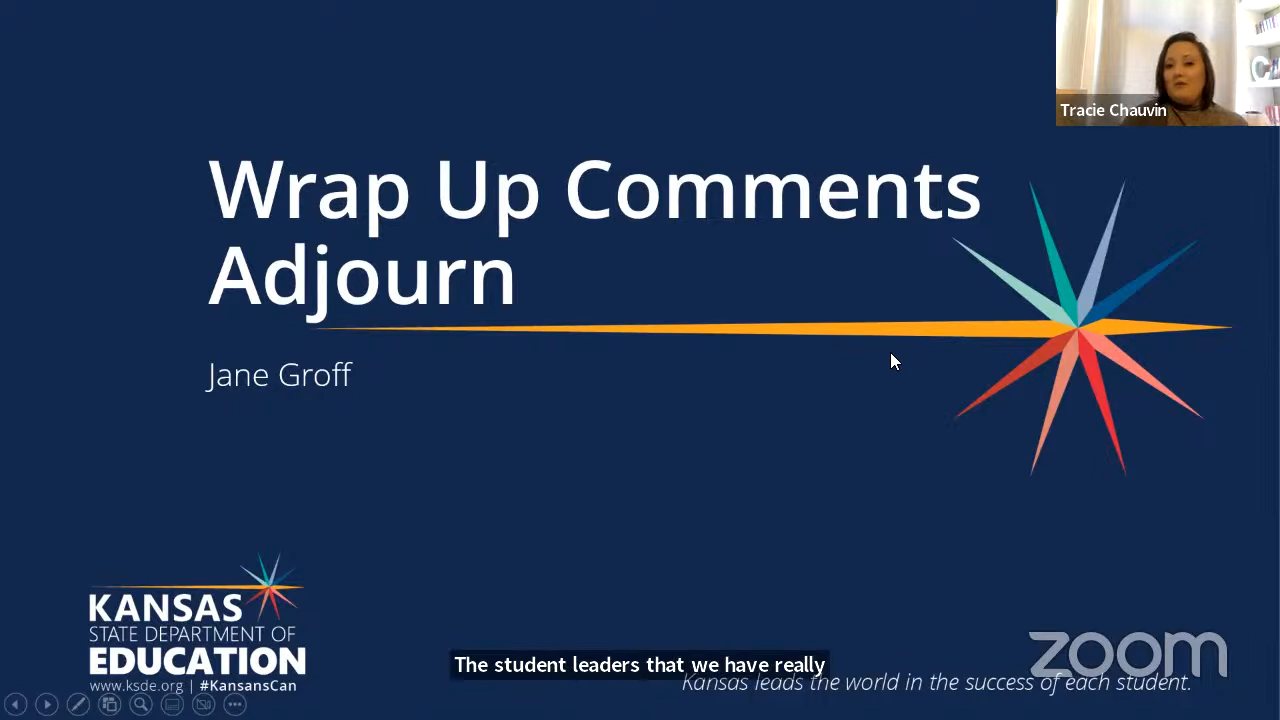 Tracie Chauvin
Wrap Up Comments
Adjourn
Jane Groff
KANSAS
STATE DEPARTMENT OF
EDUCATION
www.ksde.org | #KansansCan
The student leaders that we have really
Kansas leads the world in the success of each student.
zoom